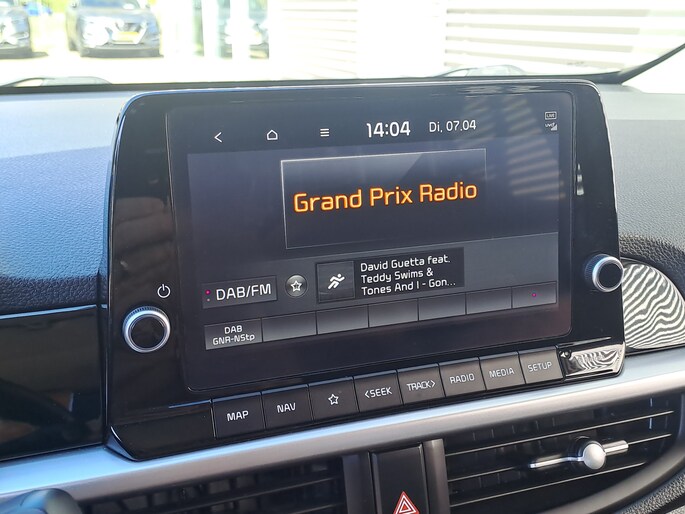 14:04 Di, 07.04
LIVE
Grand Prix Radio
DAB/FM
David Guetta feat.
Teddy Swims &
Tones And I - Gon...
DAB
GNR-NStp
MAP NAV <SEEK TRACK> RADIO MEDIA SETUP